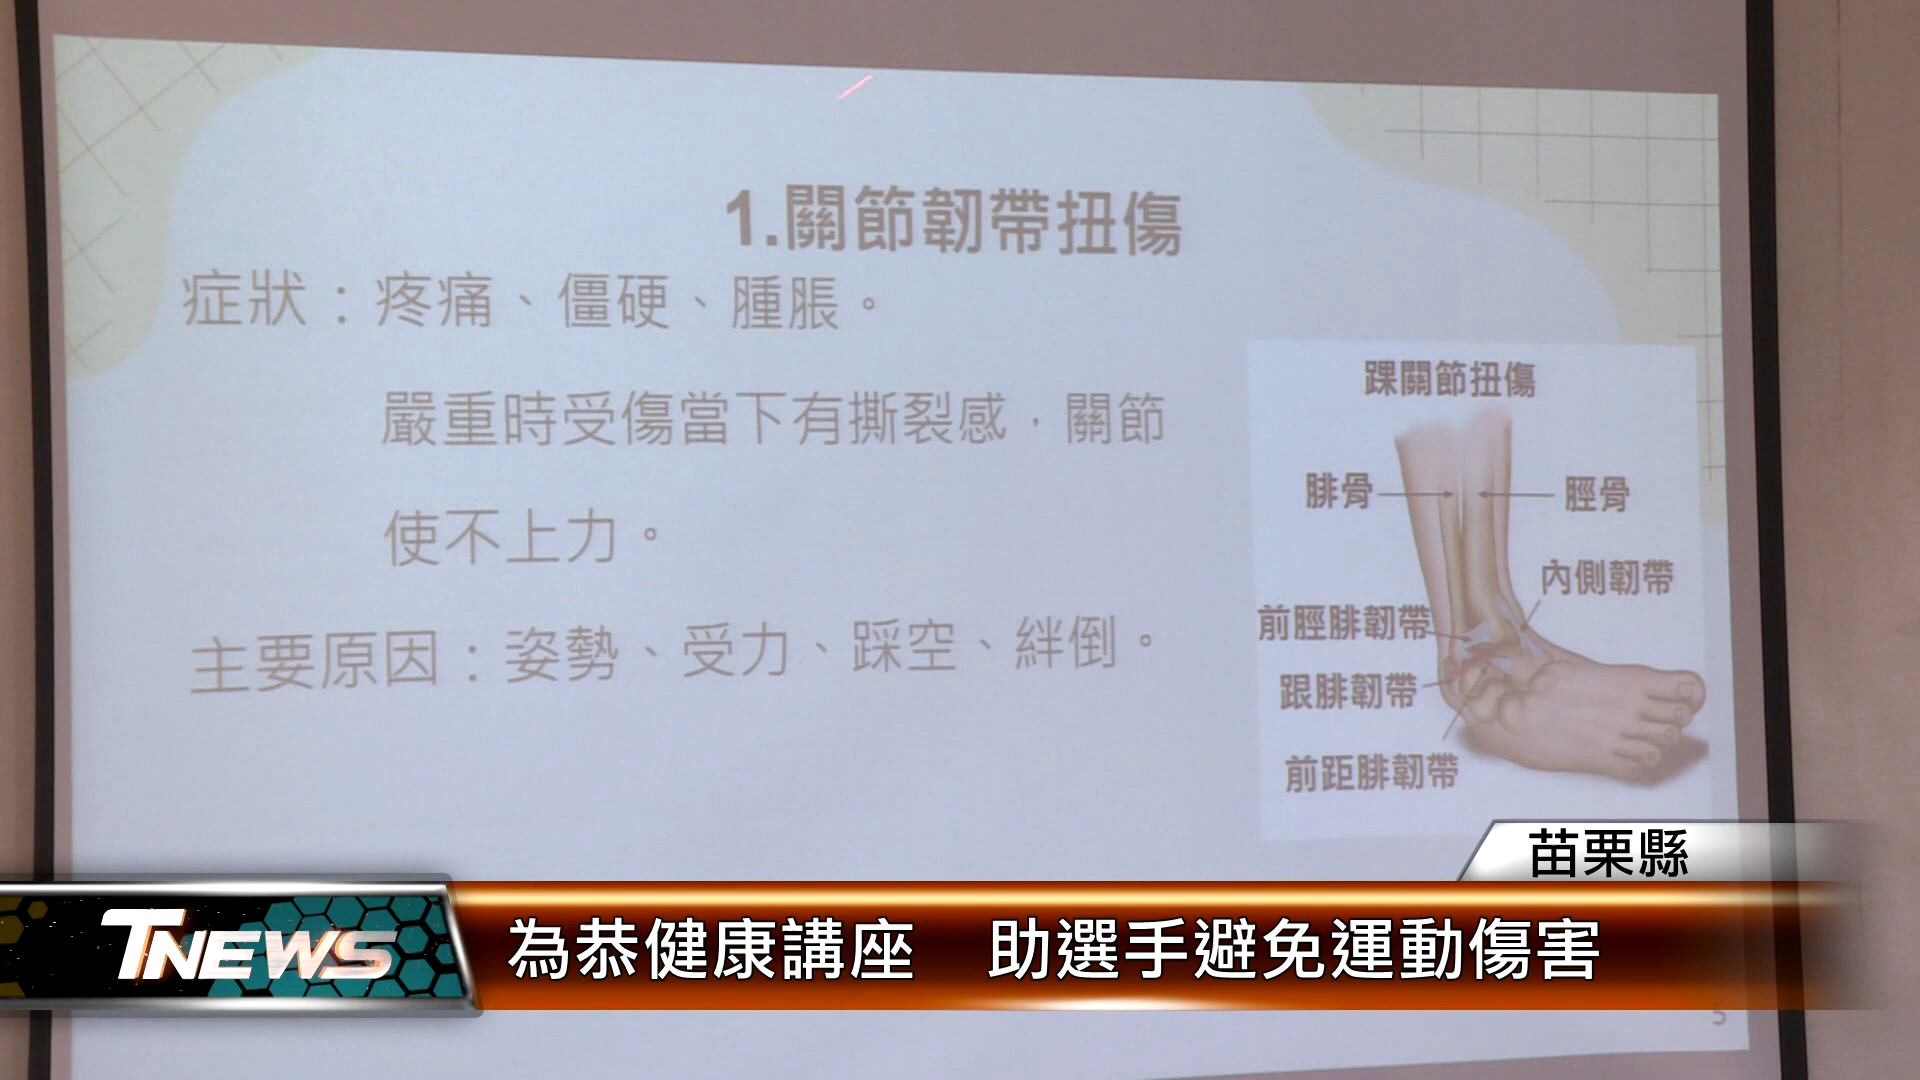 1.關節韌帶扭傷
症狀：疼痛、僵硬、腫脹。
嚴重時受傷當下有撕裂感，關節
使不上力。
主要原因：姿勢、受力、踩空、絆倒。
踝關節扭傷
腓骨
脛骨
內側韌帶
前脛腓韌帶
跟腓韌帶
前距腓韌帶
苗栗縣
TNEWS
為恭健康講座 助選手避免運動傷害
5